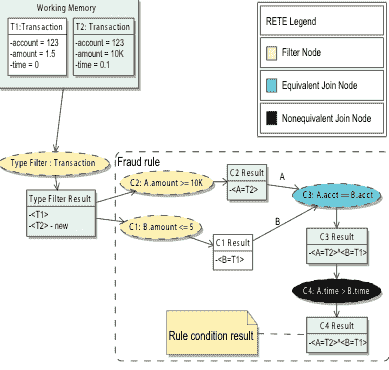 Working Memory
T1:Transaction
-account = 123
-amount = 1.5
-time = 0
T2: Transaction
-account = 123
-amount = 10K
-time = 0.1
RETE Legend
Filter Node
Equivalent Join Node
Nonequivalent Join Node
Type Filter : Transaction
Type Filter Result
-<T1>
-<T2> - new
Fraud rule
C2: A.amount >= 10K
C2 Result
-<A=T2>
A
C3: A.acct == B.acct
C1: B.amount <= 5
C1 Result
-<B=T1>
B
C3 Result
-<A=T2>*<B=T1>
C4: A.time > B.time
C4 Result
-<A=T2>*<B=T1>
Rule condition result